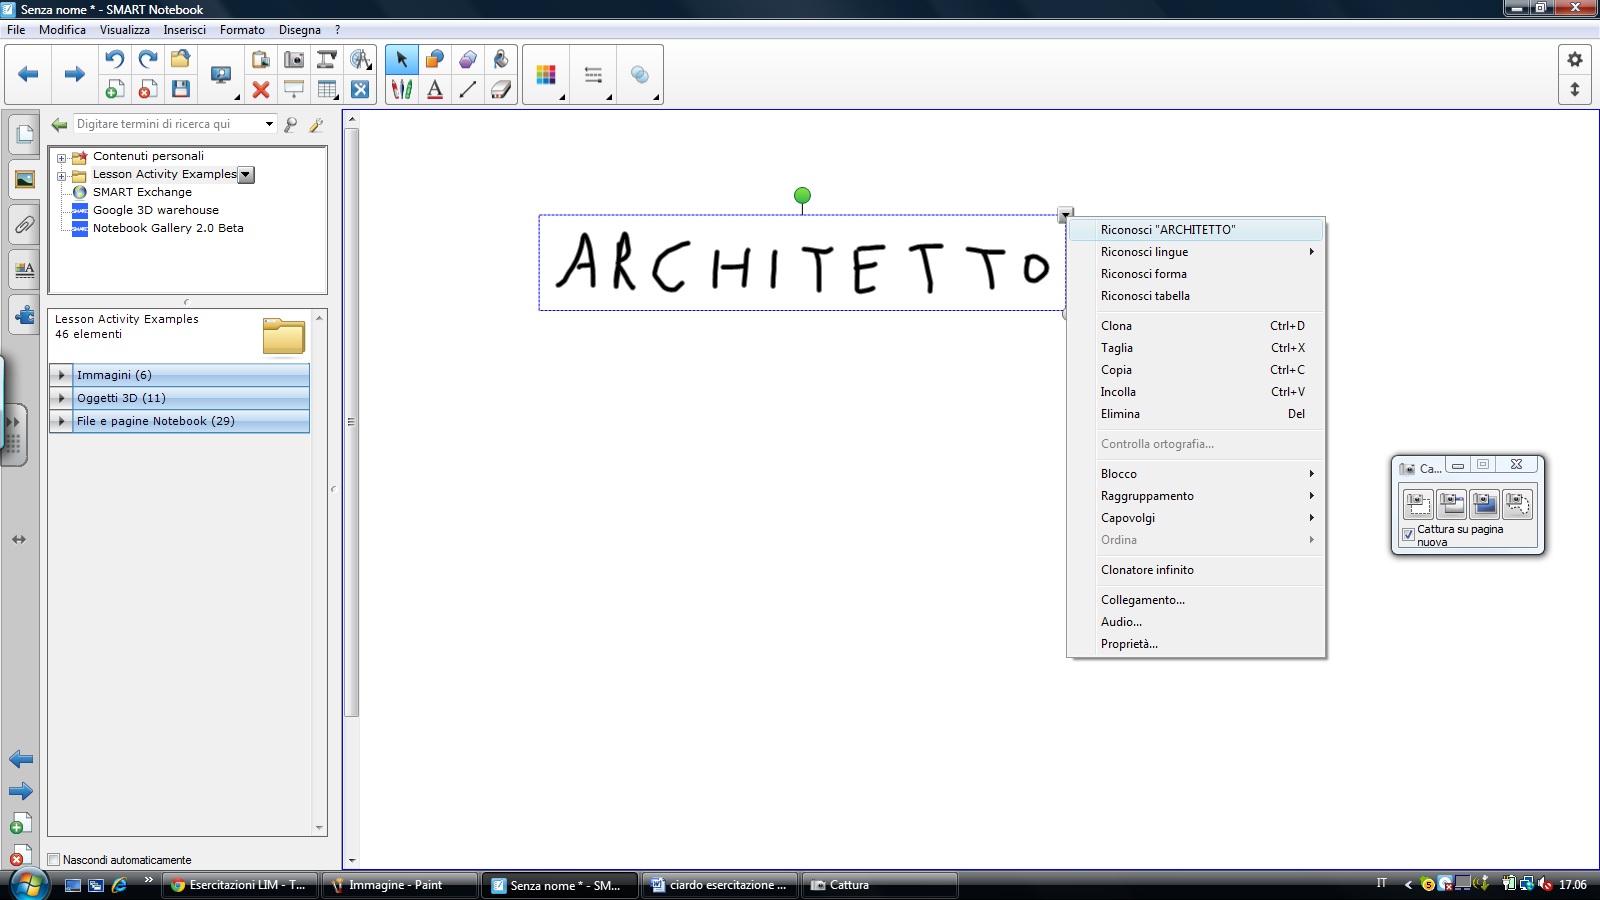 Senza nome * - SMART Notebook
File Modifica Visualizza Inserisci Formato Disegna ?
Digitare termini di ricerca qui
Contenuti personali
Lesson Activity Examples
SMART Exchange
Google 3D warehouse
Notebook Gallery 2.0 Beta
Lesson Activity Examples
46 elementi
Immagini (6)
Oggetti 3D (11)
File e pagine Notebook (29)
Nascondi automaticamente
ARCHITETTO
Riconosci "ARCHITETTO"
Riconosci lingue
Riconosci forma
Riconosci tabella
Clona Ctrl+D
Taglia Ctrl+X
Copia Ctrl+C
Incolla Ctrl+V
Elimina Del
Controlla ortografia...
Blocco
Raggruppamento
Capovolgi
Ordina
Clonatore infinito
Collegamento...
Audio...
Proprietà...
Ca...
Cattura su pagina
nuova
Esercitazioni LIM - T... Immagine - Paint Senza nome * - SM... ciardo esercitazione ... Cattura IT 17.06